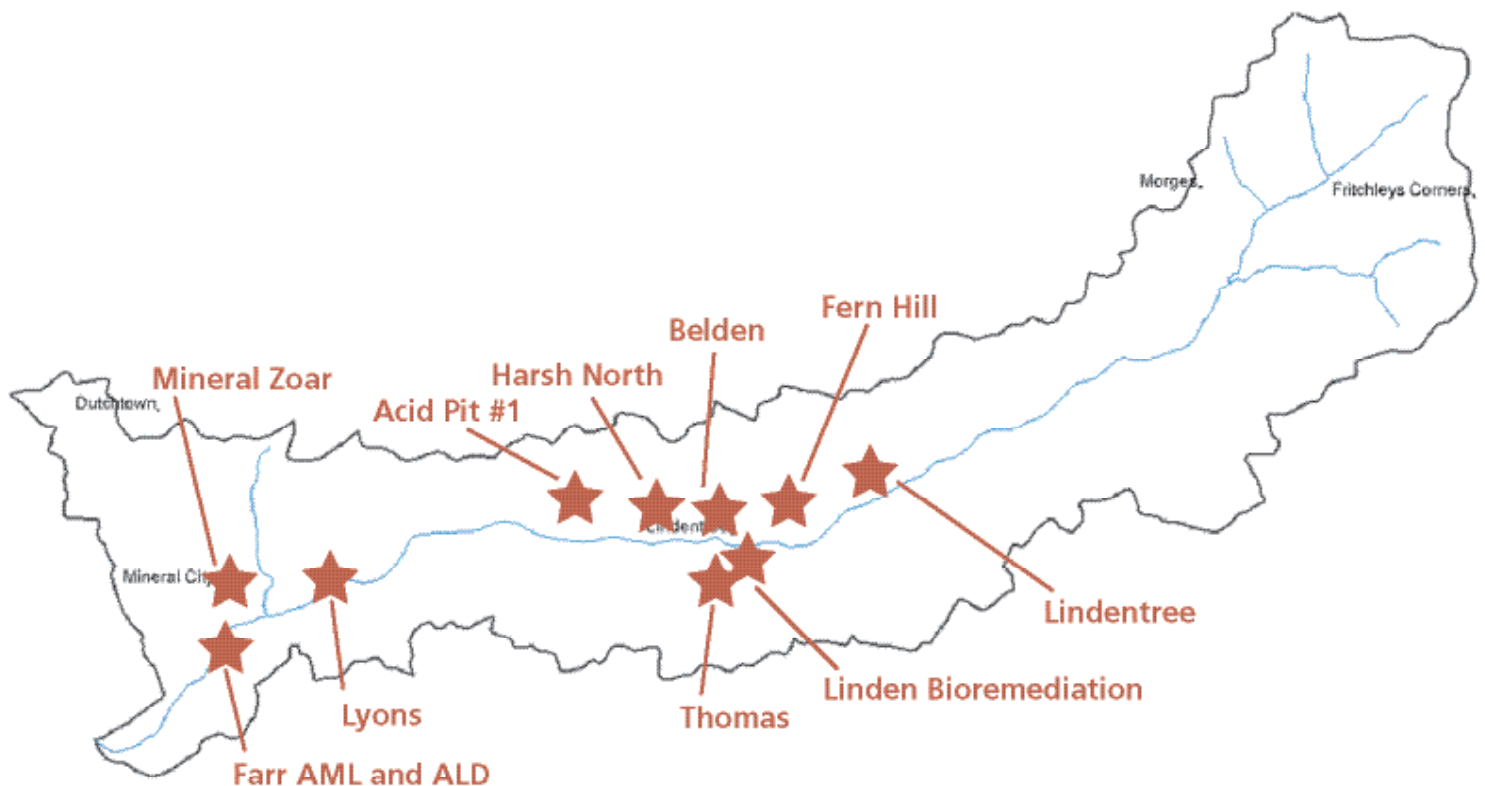 Morges
Fritchleys Corners
Fern Hill
Belden
Harsh North
Mineral Zoar
Acid Pit #1
Dutchtown
Mineral City
Lindentree
Linden Bioremediation
Thomas
Lyons
Farr AML and ALD